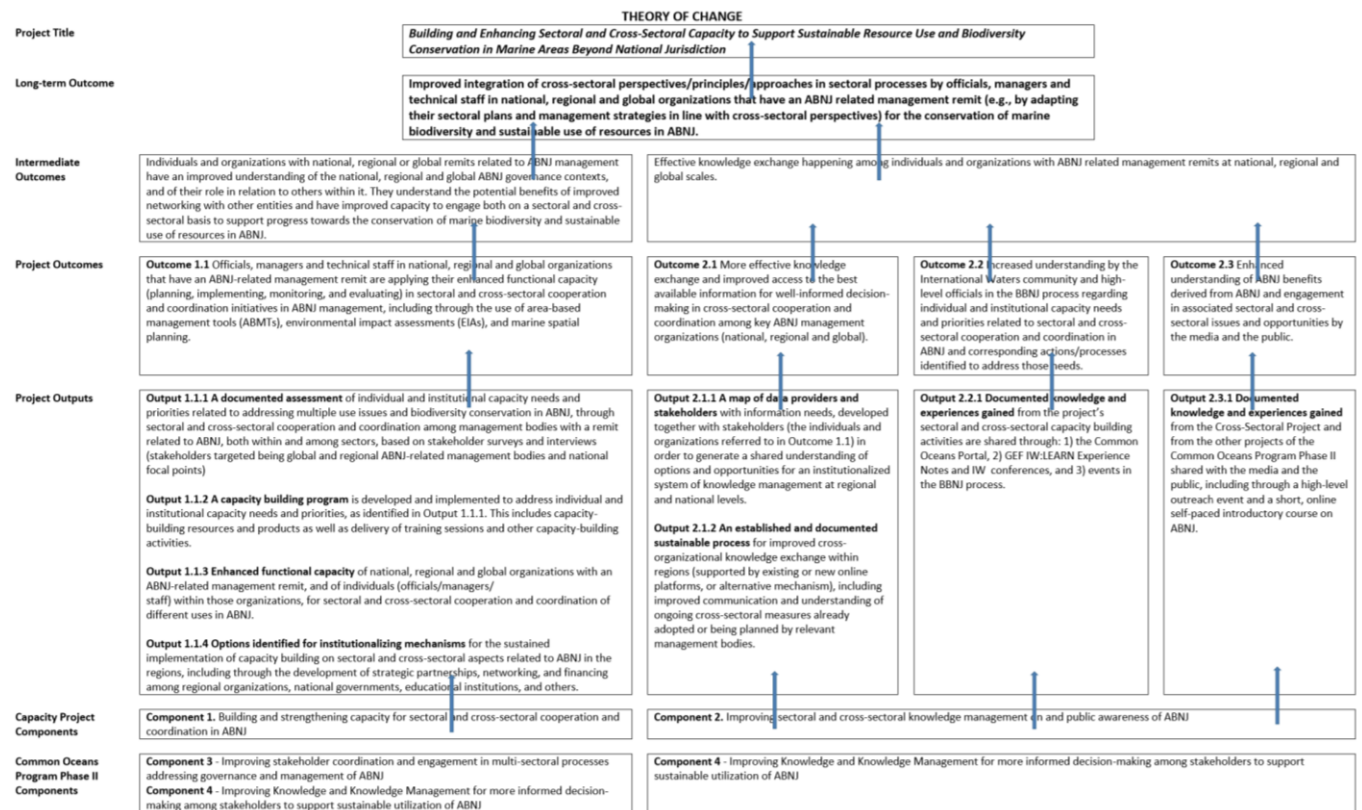 THEORY OF CHANGE
Project Title
Building and Enhancing Sectoral and Cross-Sectoral Capacity to Support Sustainable Resource Use and Biodiversity
Conservation in Marine Areas Beyond National Jurisdiction
Long-term Outcome
Improved integration of cross-sectoral perspectives/principles/approaches in sectoral processes by officials, managers and
technical staff in national, regional and global organizations that have an ABNJ related management remit (e.g., by adapting
their sectoral plans and management strategies in line with cross-sectoral perspectives) for the conservation of marine
biodiversity and sustainable use of resources in ABNJ.
Intermediate
Outcomes
Individuals and organizations with national, regional or global remits related to ABNJ management
have an improved understanding of the national, regional and global ABNJ governance contexts,
and of their role in relation to others within it. They understand the potential benefits of improved
networking with other entities and have improved capacity to engage both on a sectoral and cross-
sectoral basis to support progress towards the conservation of marine biodiversity and sustainable
use of resources in ABNJ.
Effective knowledge exchange happening among individuals and organizations with ABNJ related management remits at national, regional and
global scales.
Project Outcomes
Outcome 1.1 Officials, managers and technical staff in national, regional and global organizations
that have an ABNJ-related management remit are applying their enhanced functional capacity
(planning, implementing, monitoring, and evaluating) in sectoral and cross-sectoral cooperation
and coordination initiatives in ABNJ management, including through the use of area-based
management tools (ABMTs), environmental impact assessments (EIAs), and marine spatial
planning.
Outcome 2.1 More effective knowledge
exchange and improved access to the best
available information for well-informed decision-
making in cross-sectoral cooperation and
coordination among key ABNJ management
organizations (national, regional and global).
Outcome 2.2 Increased understanding by the
International Waters community and high-
level officials in the BBNJ process regarding
individual and institutional capacity needs
and priorities related to sectoral and cross-
sectoral cooperation and coordination in
ABNJ and corresponding actions/processes
identified to address those needs.
Outcome 2.3 Enhanced
understanding of ABNJ benefits
derived from ABNJ and engagement
in associated sectoral and cross-
sectoral issues and opportunities by
the media and the public.
Project Outputs
Output 1.1.1 A documented assessment of individual and institutional capacity needs and
priorities related to addressing multiple use issues and biodiversity conservation in ABNJ, through
sectoral and cross-sectoral cooperation and coordination among management bodies with a remit
related to ABNJ, both within and among sectors, based on stakeholder surveys and interviews
(stakeholders targeted being global and regional ABNJ-related management bodies and national
focal points)
Output 1.1.2 A capacity building program is developed and implemented to address individual and
institutional capacity needs and priorities, as identified in Output 1.1.1. This includes capacity-
building resources and products as well as delivery of training sessions and other capacity-building
activities.
Output 1.1.3 Enhanced functional capacity of national, regional and global organizations with an
ABNJ-related management remit, and of individuals (officials/managers/
staff) within those organizations, for sectoral and cross-sectoral cooperation and coordination of
different uses in ABNJ.
Output 1.1.4 Options identified for institutionalizing mechanisms for the sustained
implementation of capacity building on sectoral and cross-sectoral aspects related to ABNJ in the
regions, including through the development of strategic partnerships, networking, and financing
among regional organizations, national governments, educational institutions, and others.
Output 2.1.1 A map of data providers and
stakeholders with information needs, developed
together with stakeholders (the individuals and
organizations referred to in Outcome 1.1) in
order to generate a shared understanding of
options and opportunities for an institutionalized
system of knowledge management at regional
and national levels.
Output 2.1.2 An established and documented
sustainable process for improved cross-
organizational knowledge exchange within
regions (supported by existing or new online
platforms, or alternative mechanism), including
improved communication and understanding of
ongoing cross-sectoral measures already
adopted or being planned by relevant
management bodies.
Output 2.2.1 Documented knowledge and
experiences gained from the project's
sectoral and cross-sectoral capacity building
activities are shared through: 1) the Common
Oceans Portal, 2) GEF IW:LEARN Experience
Notes and IW conferences, and 3) events in
the BBNJ process.
Output 2.3.1 Documented
knowledge and experiences gained
from the Cross-Sectoral Project and
from the other projects of the
Common Oceans Program Phase II
shared with the media and the
public, including through a high-level
outreach event and a short, online
self-paced introductory course on
ABNJ.
Capacity Project
Components
Component 1. Building and strengthening capacity for sectoral and cross-sectoral cooperation and
coordination in ABNJ
Component 2. Improving sectoral and cross-sectoral knowledge management on and public awareness of ABNJ
Common Oceans
Program Phase II
Components
Component 3 - Improving stakeholder coordination and engagement in multi-sectoral processes
addressing governance and management of ABNJ
Component 4 - Improving Knowledge and Knowledge Management for more informed decision-
making among stakeholders to support sustainable utilization of ABNJ
Component 4 - Improving Knowledge and Knowledge Management for more informed decision-making among stakeholders to support
sustainable utilization of ABNJ